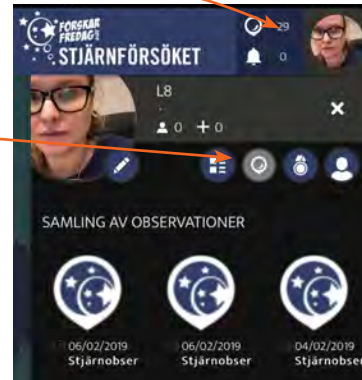 FORSKAR
FREDAG
STJÄRNFÖRSÖKET
29
0
L8
0 + 0
SAMLING AV OBSERVATIONER
06/02/2019
Stjärnobser
06/02/2019
Stjärnobser
04/02/2019
Stjärnobser